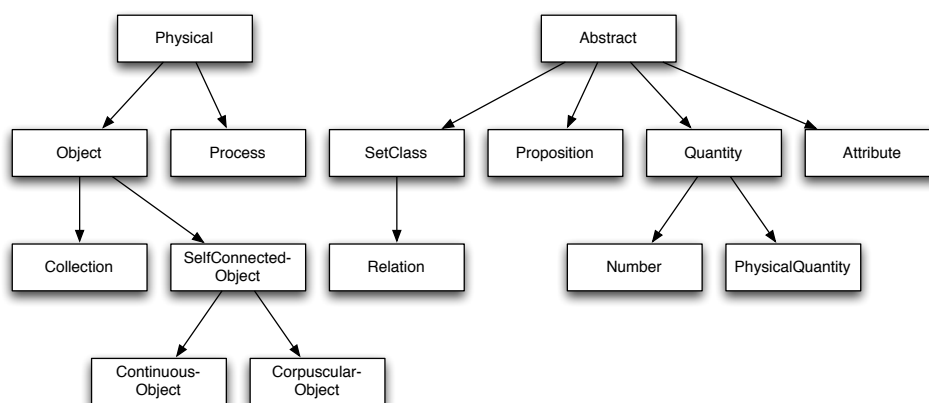 Physical
Abstract
Object
Process
SetClass
Proposition
Quantity
Attribute
Collection
SelfConnected-
Object
Relation
Number
PhysicalQuantity
Continuous-
Object
Corpuscular-
Object